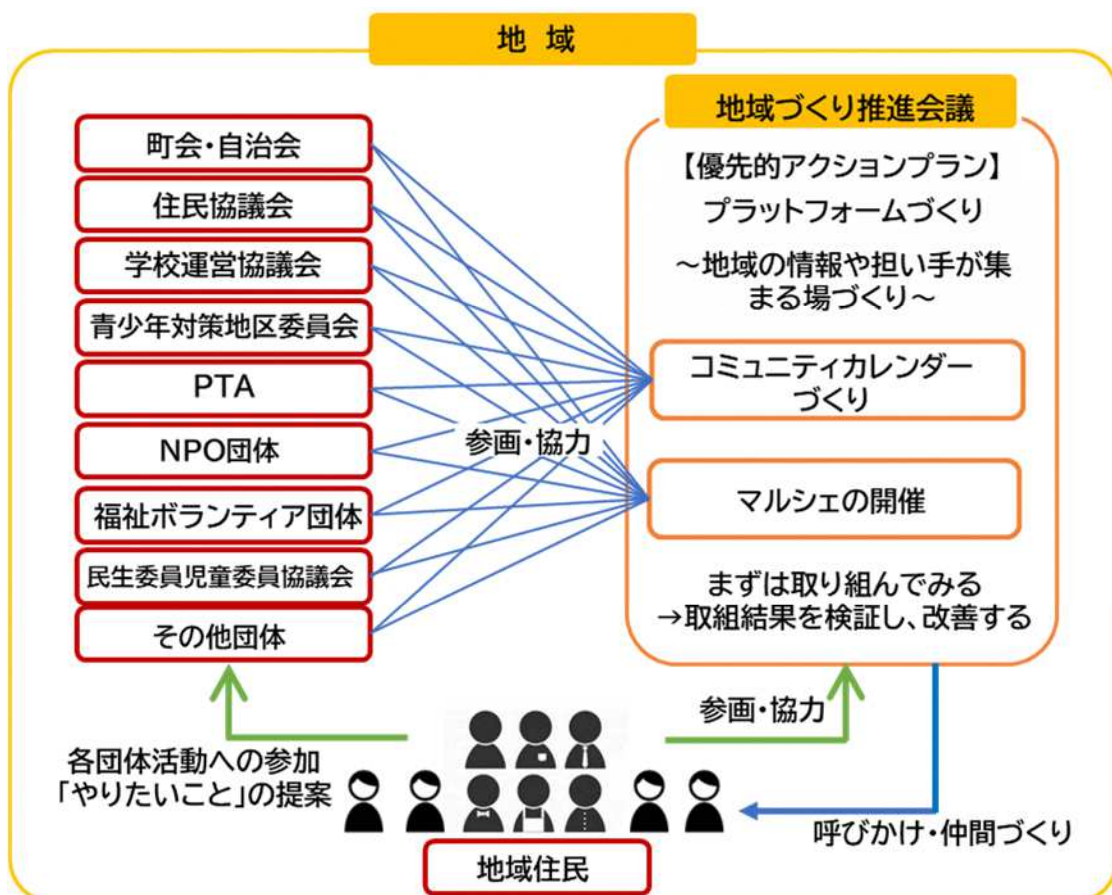 地 域
町会・自治会
住民協議会
学校運営協議会
青少年対策地区委員会
PTA
NPO団体
福祉ボランティア団体
民生委員児童委員協議会
その他団体
参画・協力
地域づくり推進会議
【優先的アクションプラン】
プラットフォームづくり
～地域の情報や担い手が集
まる場づくり～
コミュニティカレンダー
づくり
マルシェの開催
まずは取り組んでみる
→取組結果を検証し、改善する
各団体活動への参加
「やりたいこと」の提案
参画・協力
呼びかけ・仲間づくり
地域住民